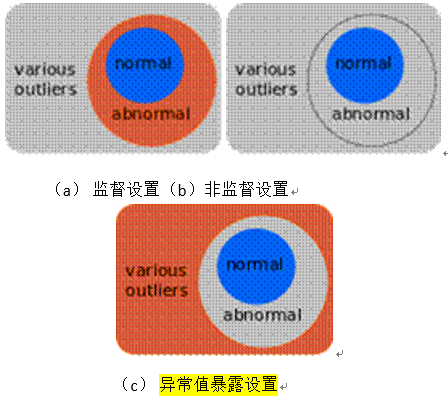 normal
various
outliers
abnormal
normal
various
outliers
abnormal
（a） 监督设置（b）非监督设置
normal
various
outliers
abnormal
（c） 异常值暴露设置